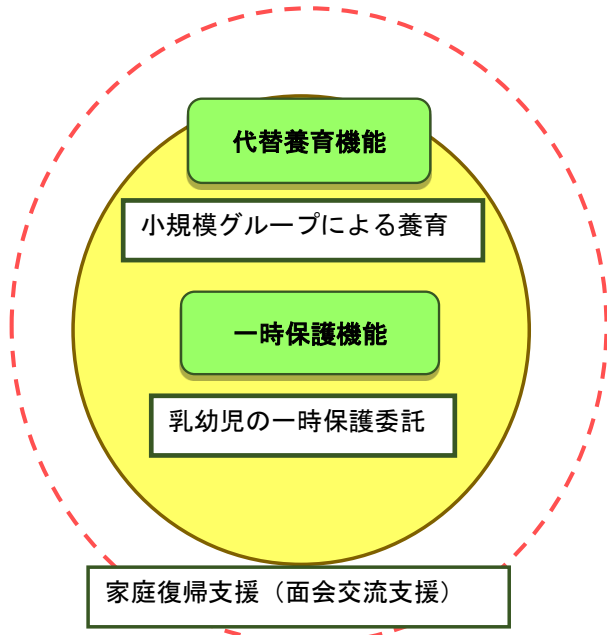 代替養育機能
小規模グループによる養育
一時保護機能
乳幼児の一時保護委託
家庭復帰支援（面会交流支援）